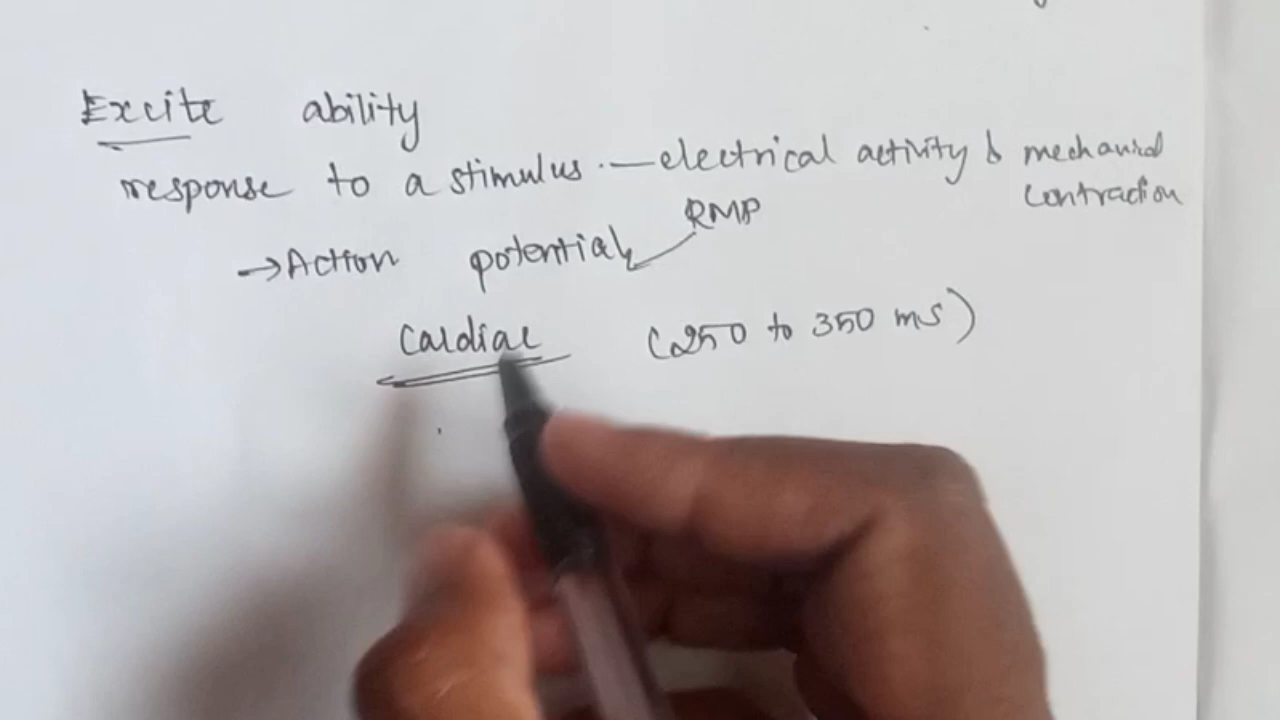 Excite ability
response to a stimulus. — electrical activity & mechanical contraction
→ Action potential RMP
Cardiac (250 to 350 ms)